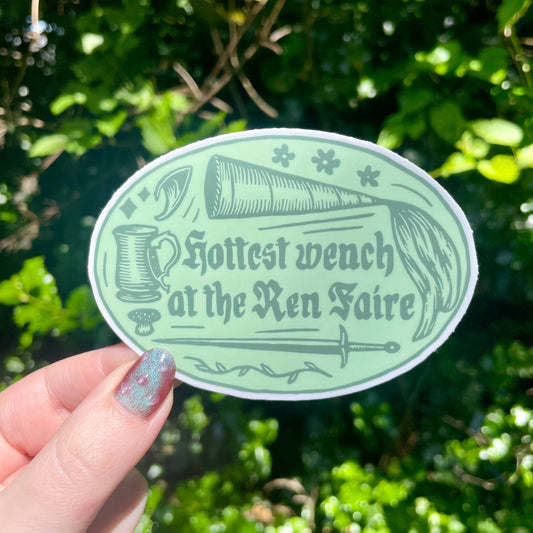 Hottest wench
at the Ren Faire